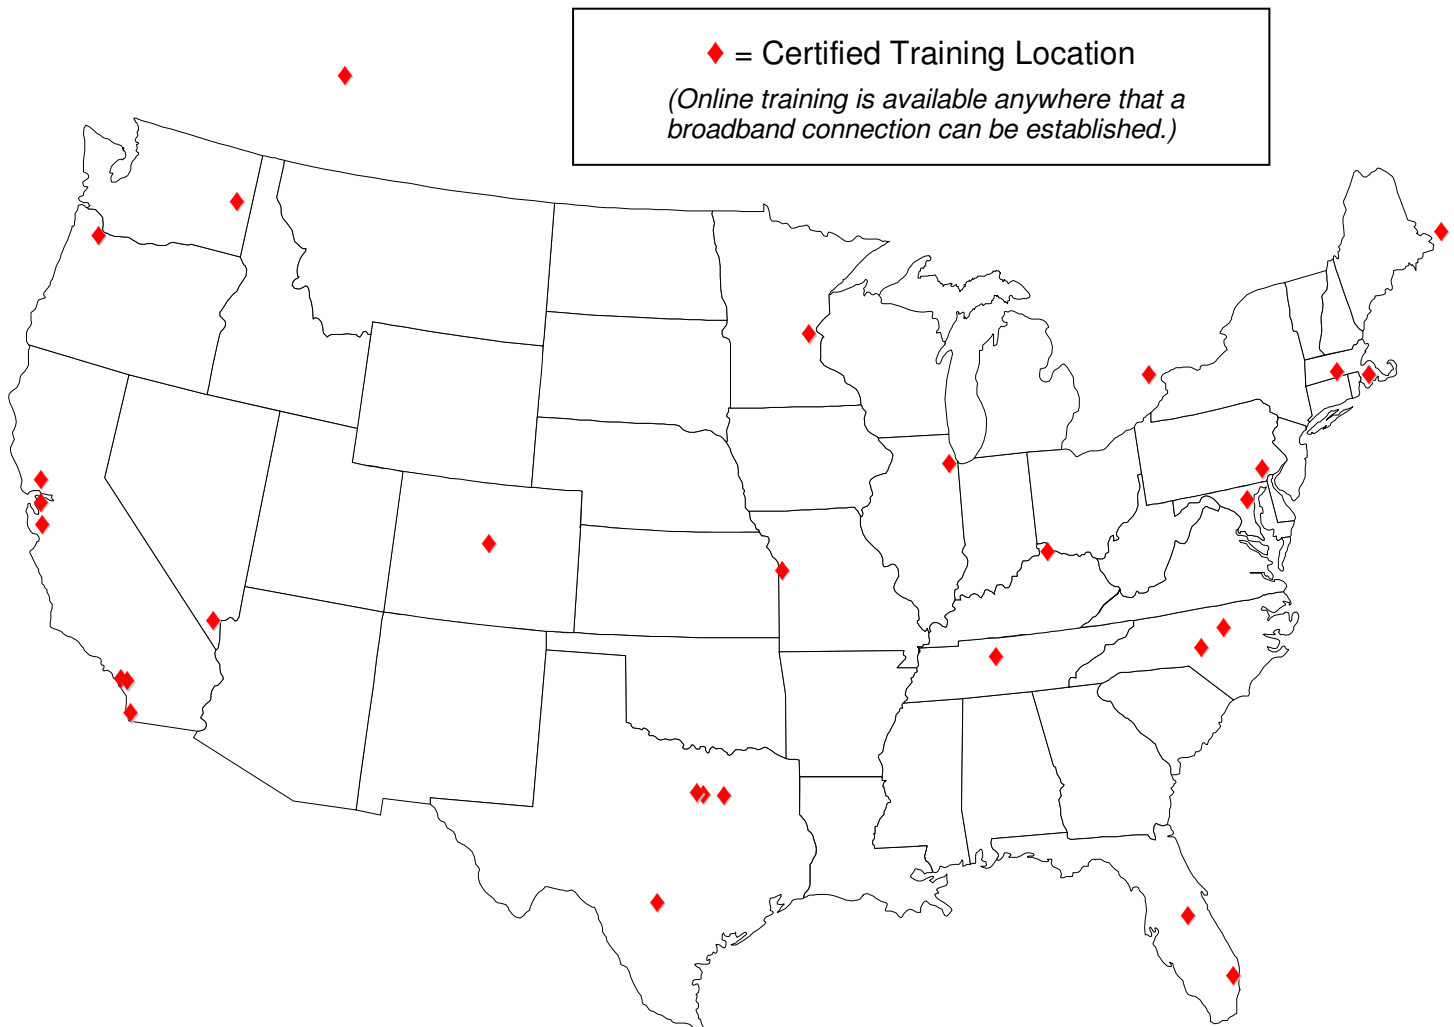 ♦ = Certified Training Location
(Online training is available anywhere that a
broadband connection can be established.)